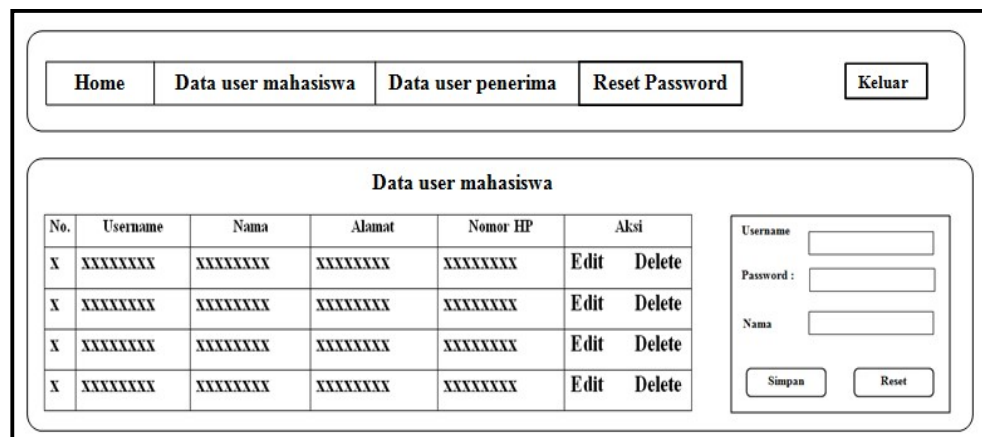 Home Data user mahasiswa Data user penerima Reset Password Keluar
Data user mahasiswa
No. Username Nama Alamat Nomor HP Aksi
X XXXXXXXX XXXXXXXX XXXXXXXX XXXXXXXX Edit Delete
X XXXXXXXX XXXXXXXX XXXXXXXX XXXXXXXX Edit Delete
X XXXXXXXX XXXXXXXX XXXXXXXX XXXXXXXX Edit Delete
X XXXXXXXX XXXXXXXX XXXXXXXX XXXXXXXX Edit Delete
Username
Password :
Nama
Simpan Reset